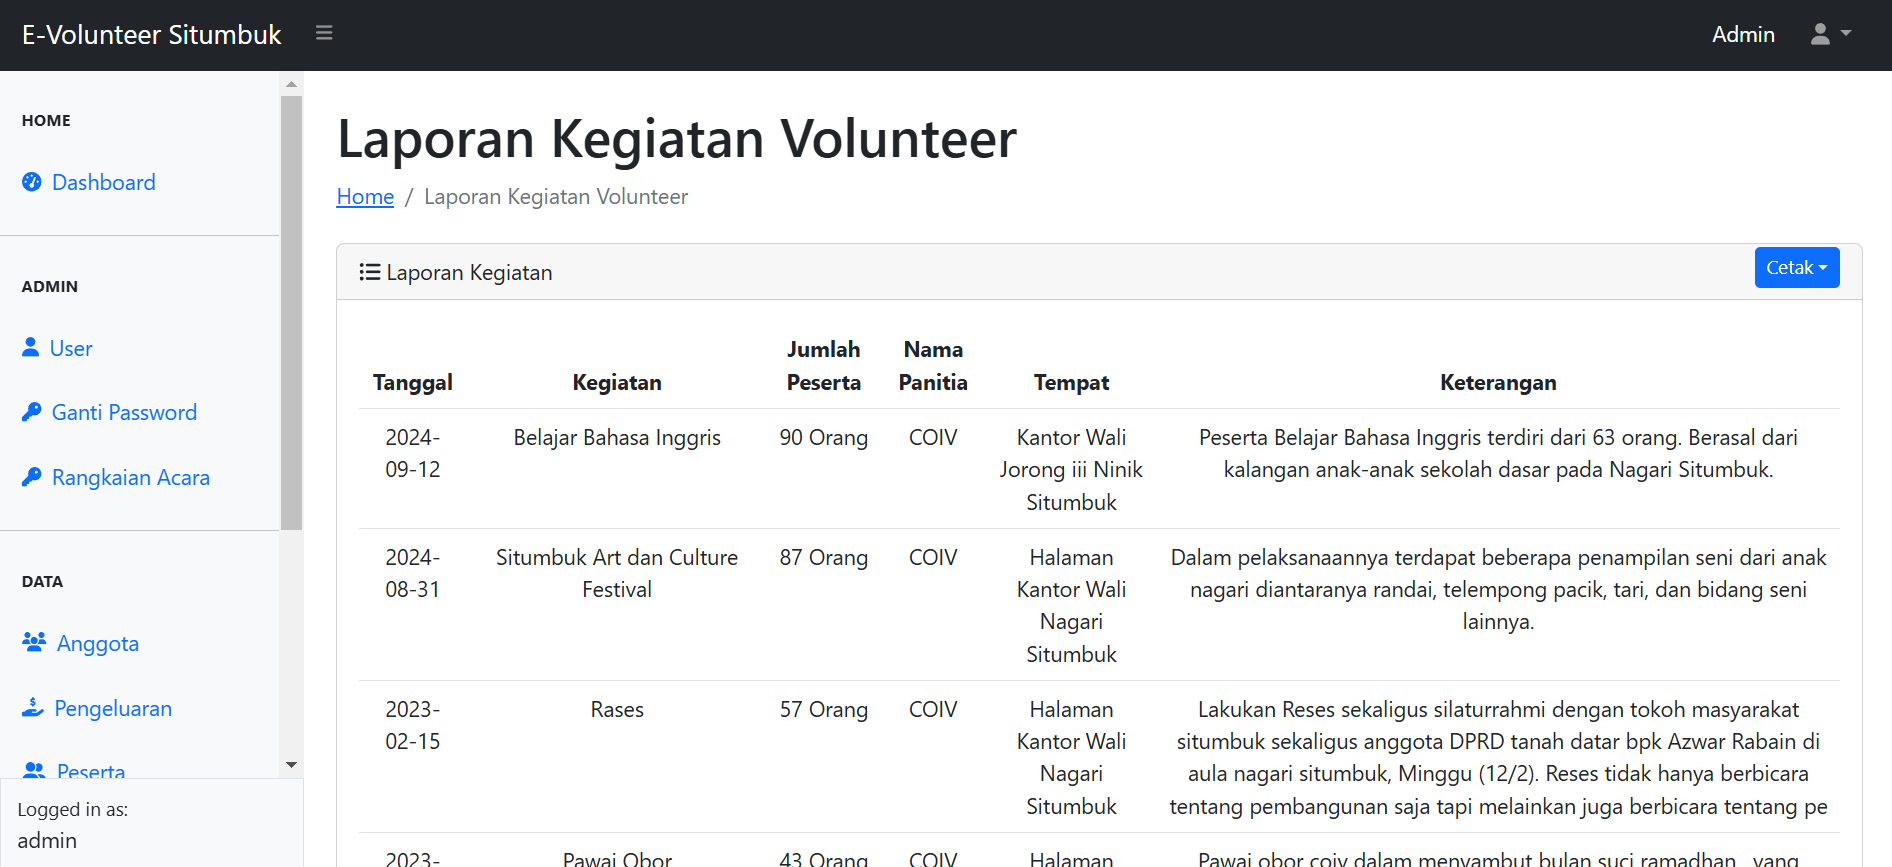 E-Volunteer Situmbuk
Admin
HOME
Dashboard
ADMIN
User
Ganti Password
Rangkaian Acara
DATA
Anggota
Pengeluaran
Peserta
Logged in as:
admin
Laporan Kegiatan Volunteer
Home / Laporan Kegiatan Volunteer
Laporan Kegiatan
Cetak
Tanggal
Kegiatan
Jumlah
Peserta
Nama
Panitia
Tempat
Keterangan
2024-
09-12
Belajar Bahasa Inggris
90 Orang
COIV
Kantor Wali
Jorong iii Ninik
Situmbuk
Peserta Belajar Bahasa Inggris terdiri dari 63 orang. Berasal dari
kalangan anak-anak sekolah dasar pada Nagari Situmbuk.
2024-
08-31
Situmbuk Art dan Culture
Festival
87 Orang
COIV
Halaman
Kantor Wali
Nagari
Situmbuk
Dalam pelaksanaannya terdapat beberapa penampilan seni dari anak
nagari diantaranya randai, telempong pacik, tari, dan bidang seni
lainnya.
2023-
02-15
Rases
57 Orang
COIV
Halaman
Kantor Wali
Nagari
Situmbuk
Lakukan Reses sekaligus silaturrahmi dengan tokoh masyarakat
situmbuk sekaligus anggota DPRD tanah datar bpk Azwar Rabain di
aula nagari situmbuk, Minggu (12/2). Reses tidak hanya berbicara
tentang pembangunan saja tapi melainkan juga berbicara tentang pe
2023-
Pawai Obor
43 Orang
COIV
Halaman
Pawai obor coiv dalam menyambut bulan suci ramadhan , yang